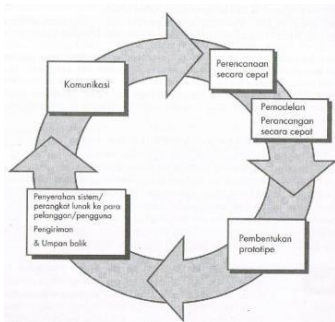 Komunikasi
Perencanaan
secara cepat
Pemodelan
Perancangan
secara cepat
Pembentukan
prototipe
Penyerahan sistem/
perangkat lunak ke para
pelanggan/pengguna
Pengiriman
& Umpan balik